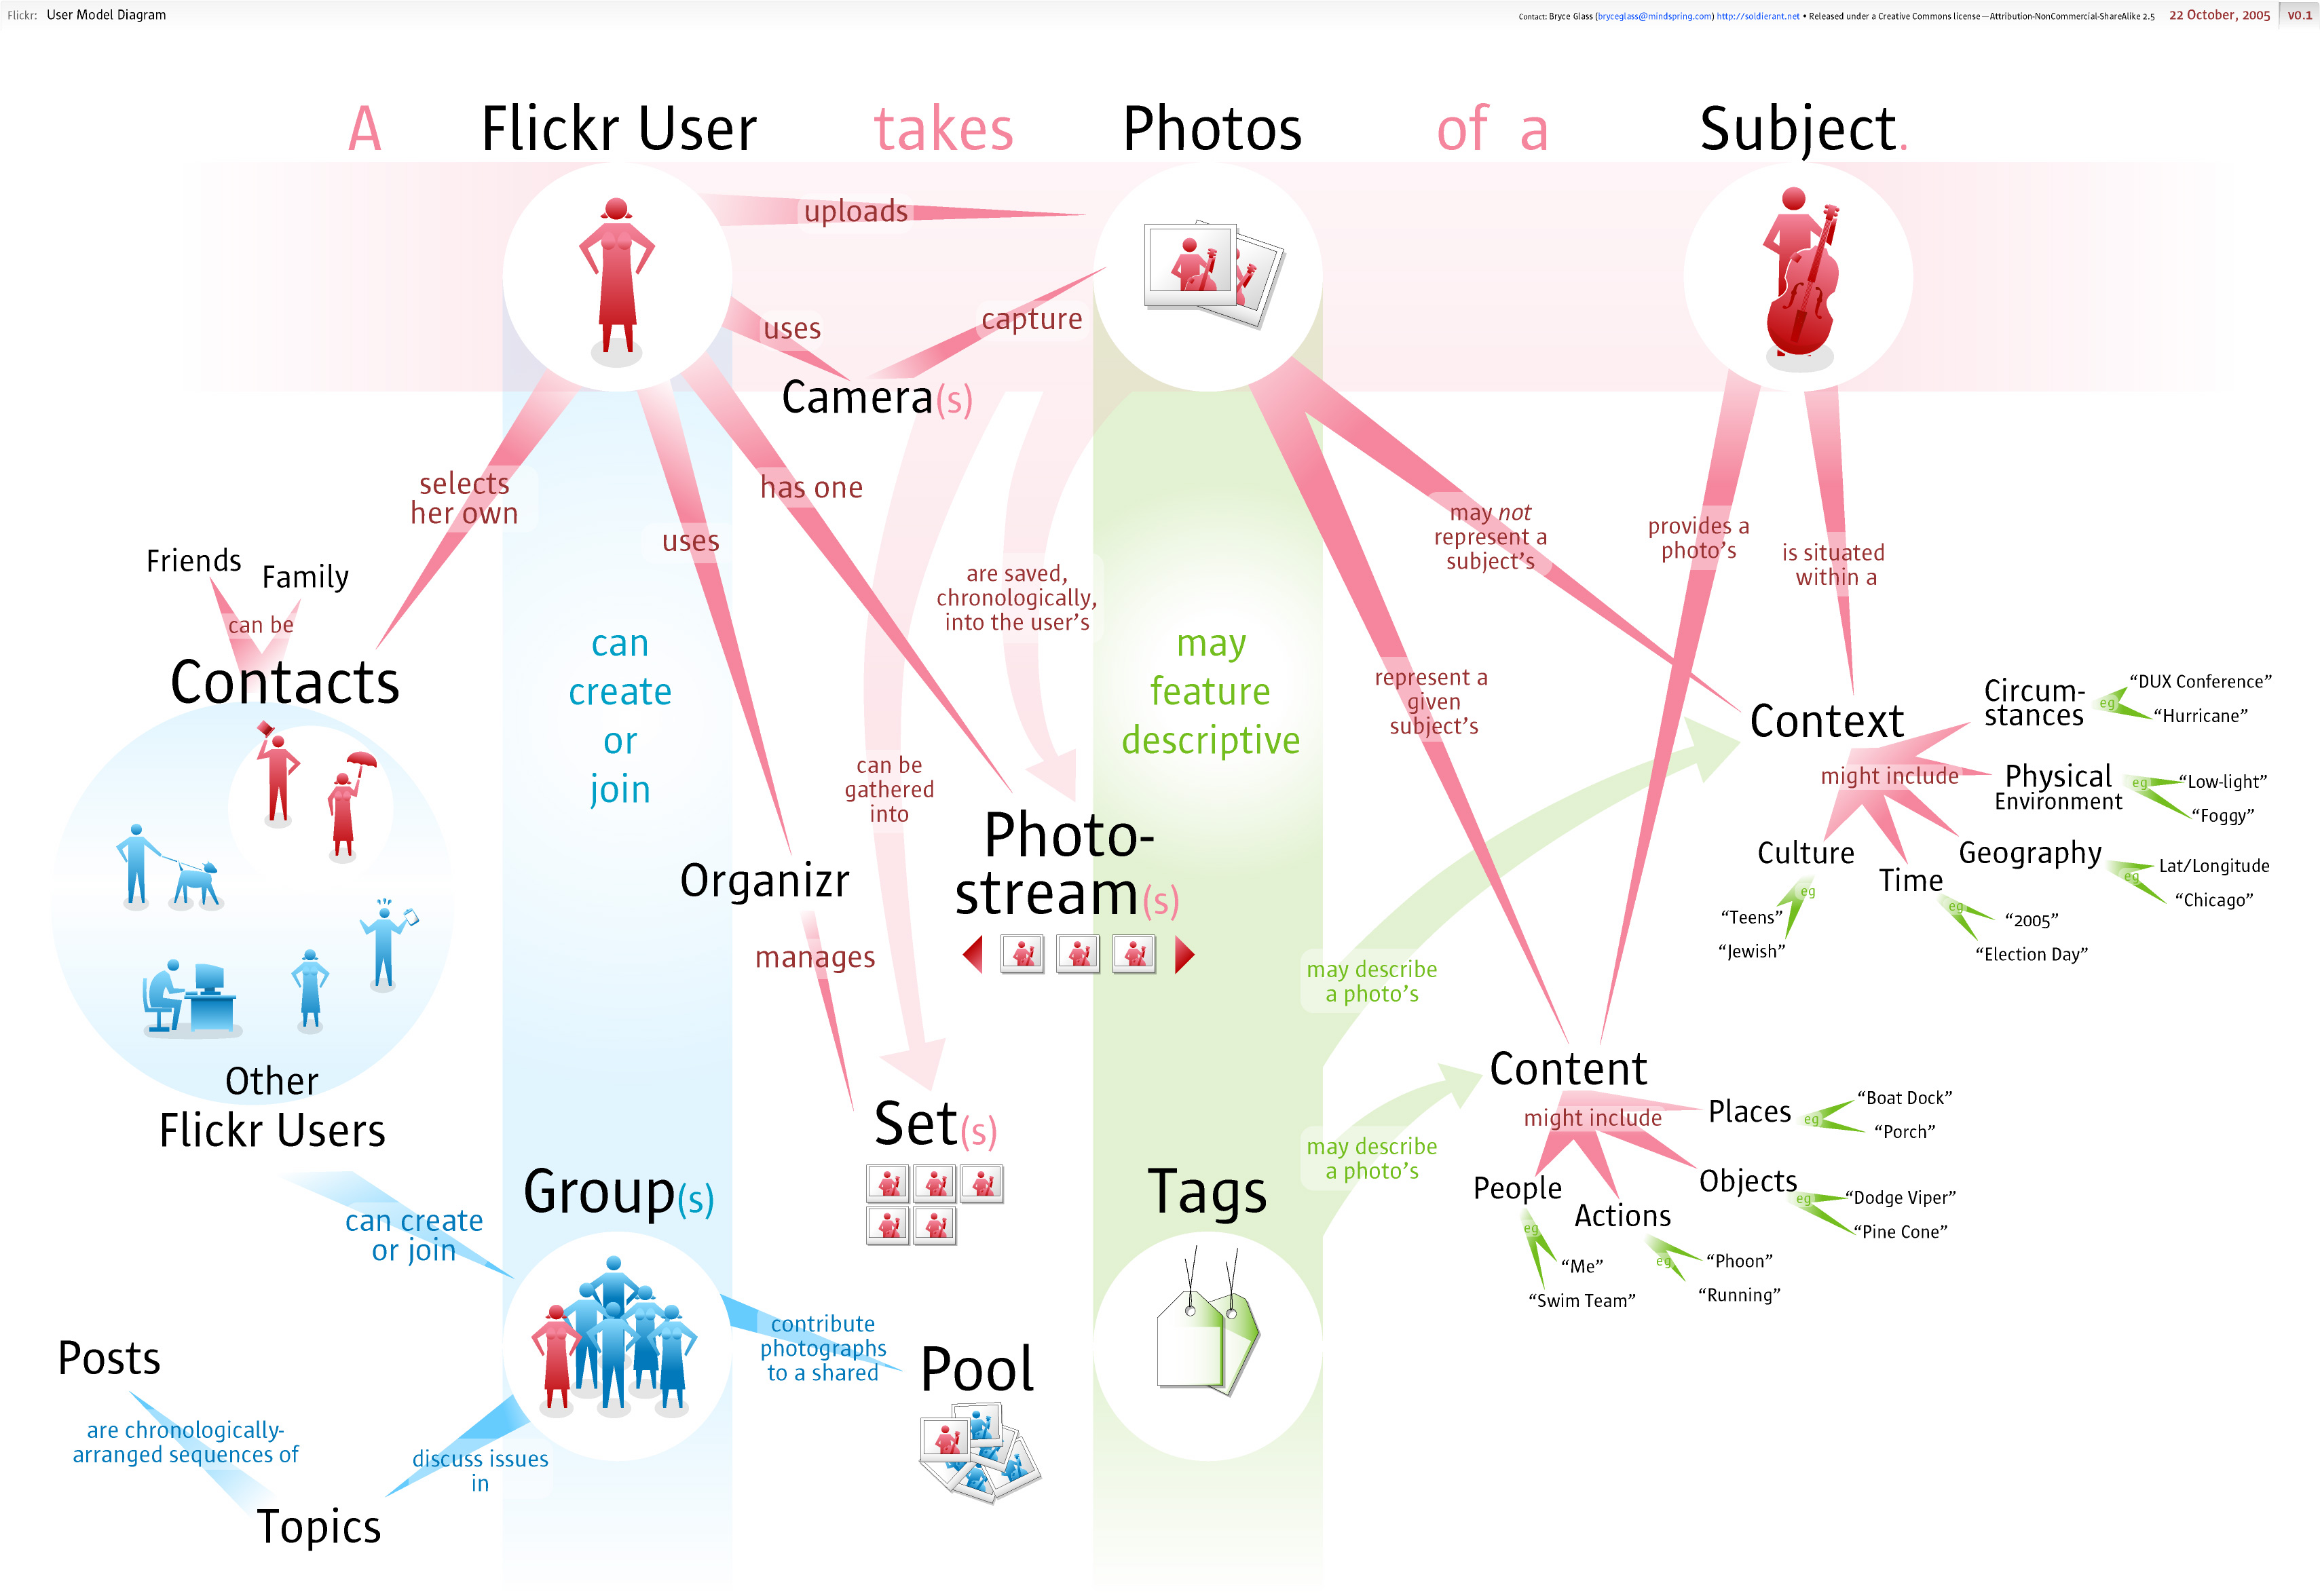 Flickr: User Model Diagram
Contact: Bryce Glass (bryceglass@mindspring.com) http://soldierant.net • Released under a Creative Commons license—Attribution-NonCommercial-ShareAlike 2.5 22 October, 2005 v0.1
A Flickr User takes Photos of a Subject.
uploads
uses
capture
Camera(s)
selects
her own
has one
uses
may not
represent a
subject's
provides a
photo's
is situated
within a
Friends
Family
can be
Contacts
are saved,
chronologically,
into the user's
can
create
or
join
may
feature
descriptive
represent a
given
subject's
can be
gathered
into
Photo-
stream(s)
Organizr
manages
Context
might include
Circum-
stances
eg
"DUX Conference"
"Hurricane"
Physical
Environment
eg
"Low-light"
"Foggy"
Geography
eg
Lat/Longitude
"Chicago"
Time
eg
"2005"
"Election Day"
Culture
eg
"Teens"
"Jewish"
may describe
a photo's
Other
Flickr Users
can create
or join
Group(s)
Set(s)
Tags
may describe
a photo's
Content
might include
Places
eg
"Boat Dock"
"Porch"
Objects
eg
"Dodge Viper"
"Pine Cone"
Actions
eg
"Phoon"
"Running"
People
eg
"Me"
"Swim Team"
contribute
photographs
to a shared
Pool
Posts
are chronologically-
arranged sequences of
discuss issues
in
Topics